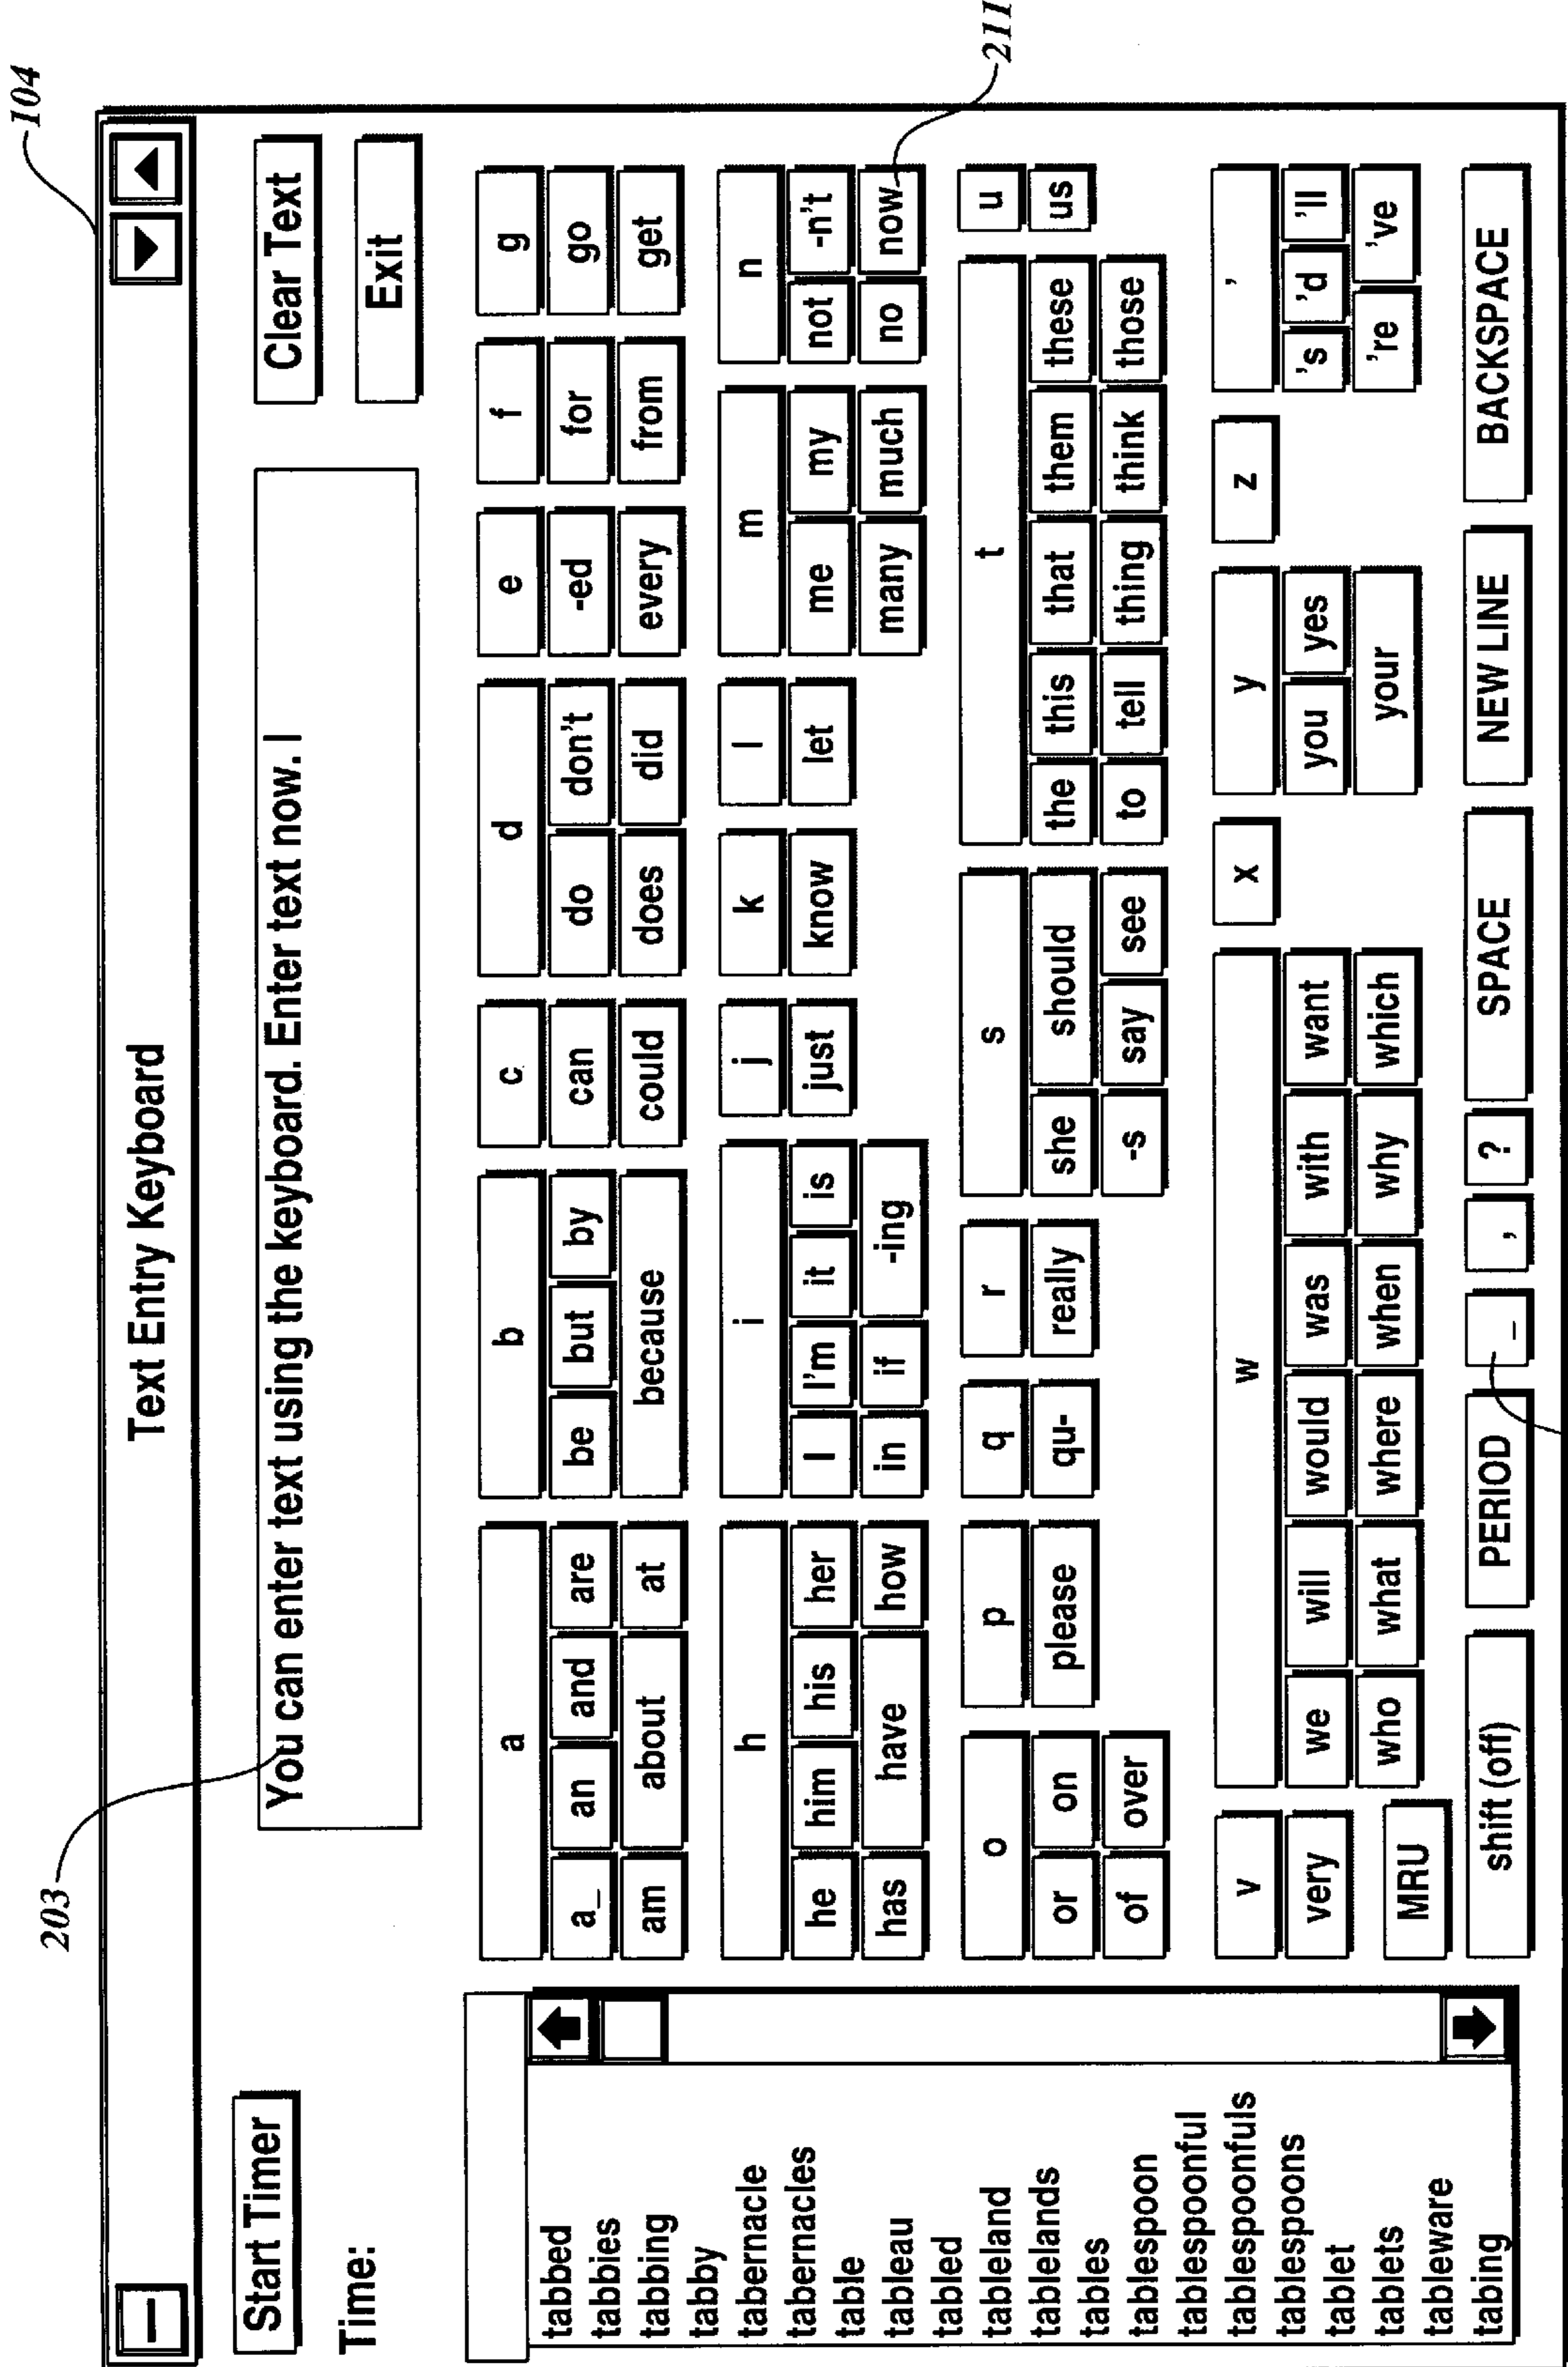 104
Text Entry Keyboard
203
Start Timer
You can enter text using the keyboard. Enter text now. |
Clear Text
Time:
Exit
tabbed
tabbies
tabbing
tabby
tabernacle
tabernacles
table
tableau
tabled
tableland
tablelands
tables
tablespoon
tablespoonful
tablespoonfuls
tablespoons
tablet
tablets
tableware
tabing
a b c d e f g
a_ an and are be but by can do don't -ed for go
am about at because could does did every from get
h i j k l m n
he him his her I I'm it is just know let me my not -n't
has have how in if -ing many much no now
211
o p q r s t u
or on please qu- really she should the this that them these us
of over -s say see to tell thing think those
v w x y z '
very we will would was with want you yes 's 'd 'll
who what where when why which your 're 've
MRU
shift (off) PERIOD _ , ? SPACE NEW LINE BACKSPACE